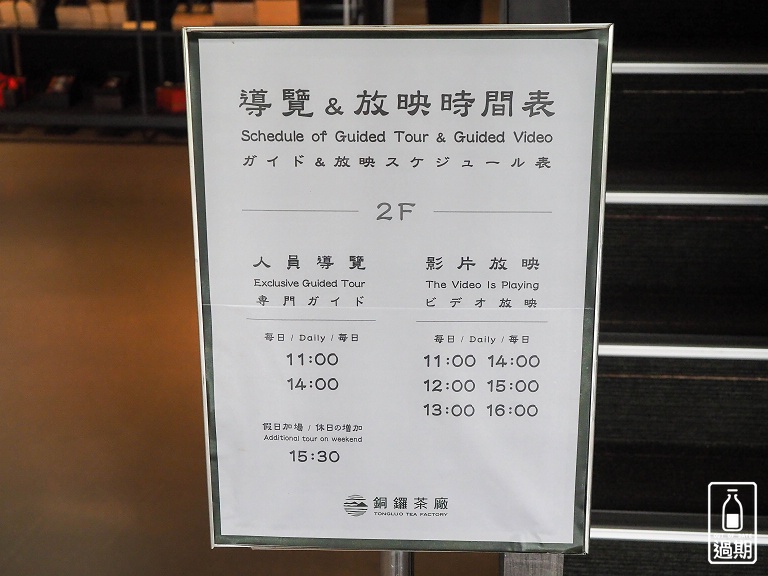 導覽&放映時間表
Schedule of Guided Tour & Guided Video
ガイド&放映スケジュール表
2F
人員導覽
Exclusive Guided Tour
専門ガイド
每日 / Daily / 毎日
11:00
14:00
假日加場 / 休日の増加
Additional tour on weekend
15:30
影片放映
The Video Is Playing
ビデオ放映
每日 / Daily / 毎日
11:00 14:00
12:00 15:00
13:00 16:00
銅鑼茶廠
TONGLUO TEA FACTORY
過期